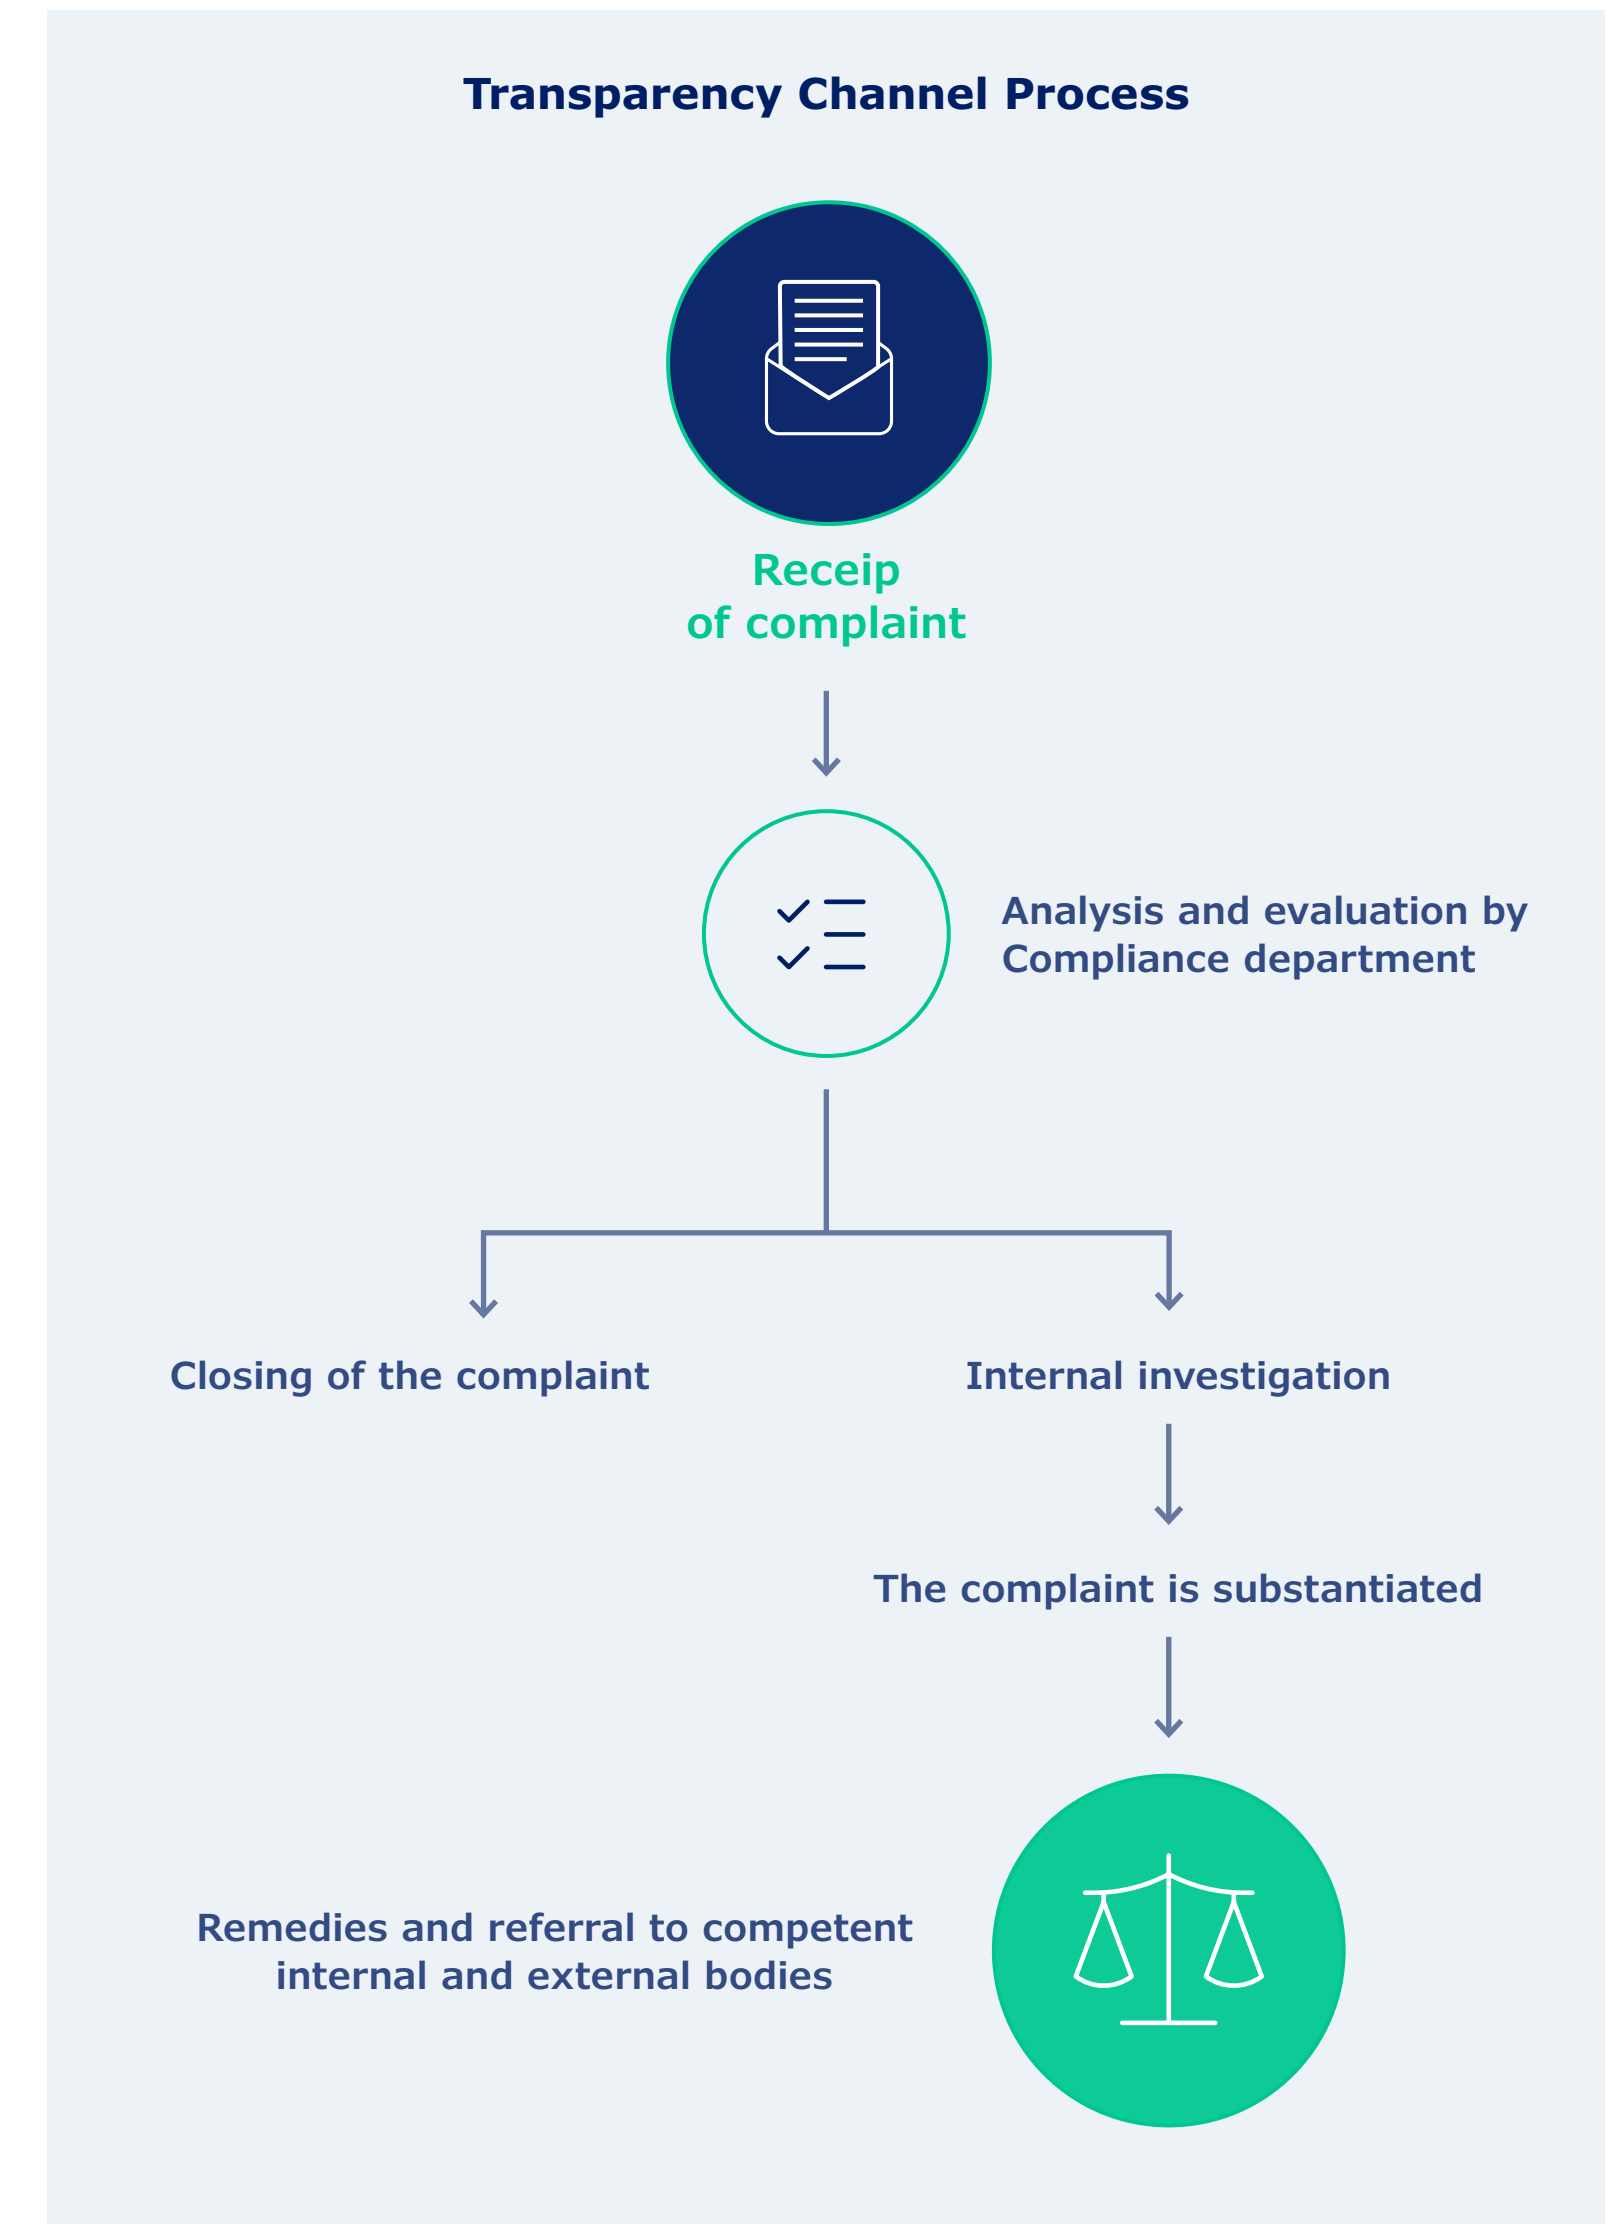 Transparency Channel Process
Receip
of complaint
Analysis and evaluation by
Compliance department
Closing of the complaint
Internal investigation
The complaint is substantiated
Remedies and referral to competent
internal and external bodies